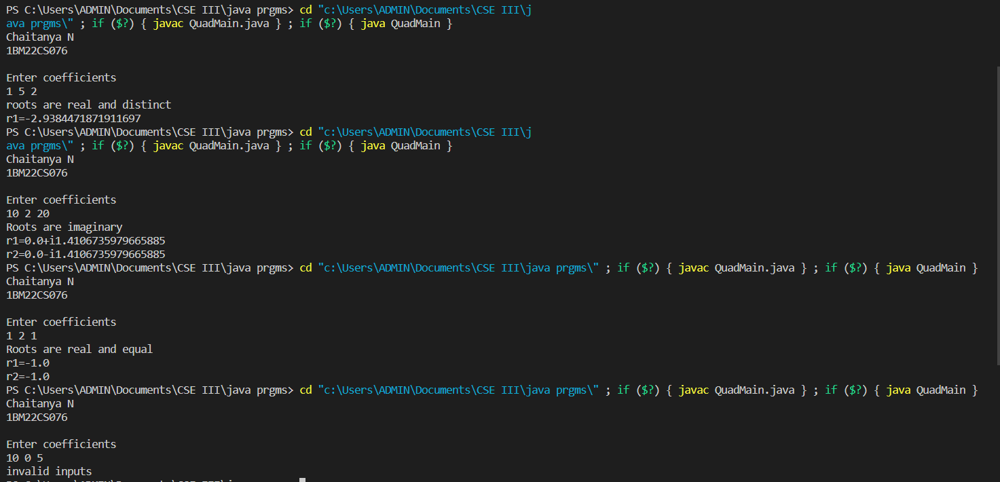 PS C:\Users\ADMIN\Documents\CSE III\java prgms> cd "c:\Users\ADMIN\Documents\CSE III\j
ava prgms\" ; if ($?) { javac QuadMain.java } ; if ($?) { java QuadMain }
Chaitanya N
1BM22CS076
Enter coefficients
1 5 2
roots are real and distinct
r1=-2.9384471871911697
PS C:\Users\ADMIN\Documents\CSE III\java prgms> cd "c:\Users\ADMIN\Documents\CSE III\j
ava prgms\" ; if ($?) { javac QuadMain.java } ; if ($?) { java QuadMain }
Chaitanya N
1BM22CS076
Enter coefficients
10 2 20
Roots are imaginary
r1=0.0+i1.4106735979665885
r2=0.0-i1.4106735979665885
PS C:\Users\ADMIN\Documents\CSE III\java prgms> cd "c:\Users\ADMIN\Documents\CSE III\java prgms\" ; if ($?) { javac QuadMain.java } ; if ($?) { java QuadMain }
Chaitanya N
1BM22CS076
Enter coefficients
1 2 1
Roots are real and equal
r1=-1.0
r2=-1.0
PS C:\Users\ADMIN\Documents\CSE III\java prgms> cd "c:\Users\ADMIN\Documents\CSE III\java prgms\" ; if ($?) { javac QuadMain.java } ; if ($?) { java QuadMain }
Chaitanya N
1BM22CS076
Enter coefficients
10 0 5
invalid inputs